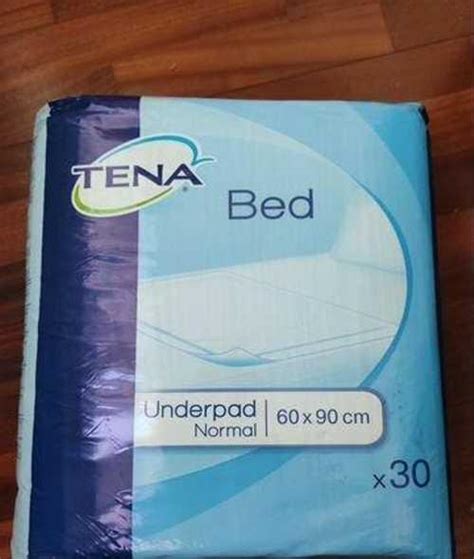 TENA
Bed
Underpad
Normal
60 x 90 cm
x30